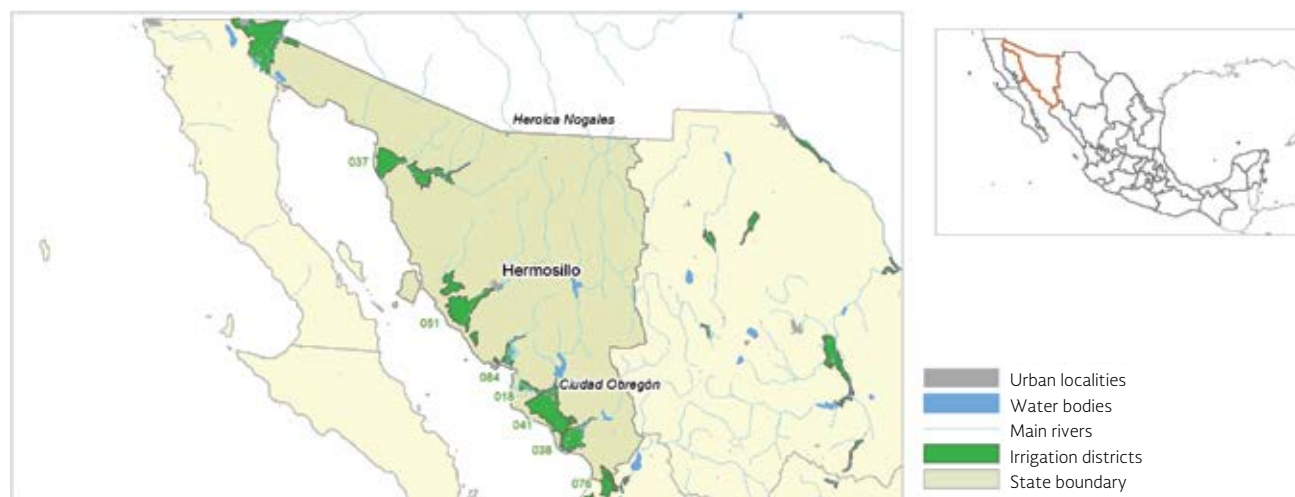 Heroica Nogales
037
Hermosillo
051
084
018
Ciudad Obregón
041
038
076
Urban localities
Water bodies
Main rivers
Irrigation districts
State boundary